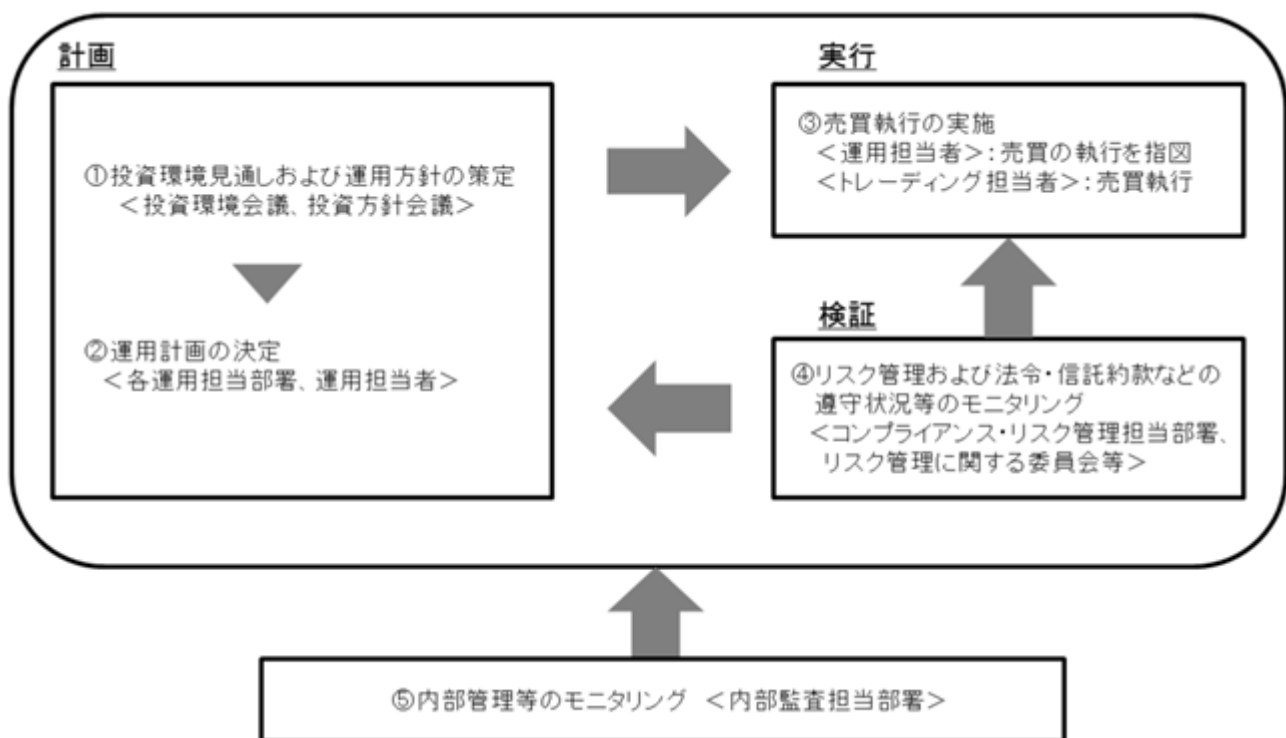 計画
①投資環境見通しおよび運用方針の策定
＜投資環境会議、投資方針会議＞
②運用計画の決定
＜各運用担当部署、運用担当者＞
実行
③売買執行の実施
＜運用担当者＞：売買の執行を指図
＜トレーディング担当者＞：売買執行
検証
④リスク管理および法令・信託約款などの
遵守状況等のモニタリング
＜コンプライアンス・リスク管理担当部署、
リスク管理に関する委員会等＞
⑤内部管理等のモニタリング ＜内部監査担当部署＞